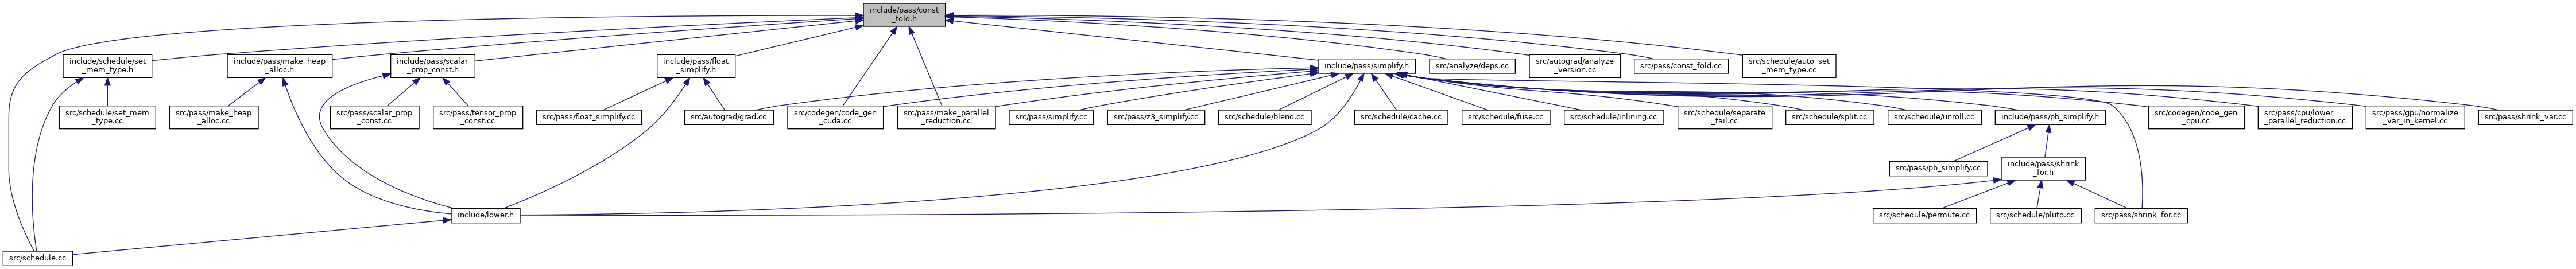 include/pass/const
_fold.h
include/schedule/set
_mem_type.h
include/pass/make_heap
_alloc.h
include/pass/scalar
_prop_const.h
include/pass/float
_simplify.h
include/pass/simplify.h
src/analyze/deps.cc
src/autograd/analyze
_version.cc
src/pass/const_fold.cc
src/schedule/auto_set
_mem_type.cc
src/schedule/set_mem
_type.cc
src/pass/make_heap
_alloc.cc
src/pass/scalar_prop
_const.cc
src/pass/tensor_prop
_const.cc
src/pass/float_simplify.cc
src/autograd/grad.cc
src/codegen/code_gen
_cuda.cc
src/pass/make_parallel
_reduction.cc
src/pass/simplify.cc
src/pass/z3_simplify.cc
src/schedule/blend.cc
src/schedule/cache.cc
src/schedule/fuse.cc
src/schedule/inlining.cc
src/schedule/separate
_tail.cc
src/schedule/split.cc
src/schedule/unroll.cc
include/pass/pb_simplify.h
src/codegen/code_gen
_cpu.cc
src/pass/cpu/lower
_parallel_reduction.cc
src/pass/gpu/normalize
_var_in_kernel.cc
src/pass/shrink_var.cc
src/pass/pb_simplify.cc
include/pass/shrink
_for.h
include/lower.h
src/schedule/permute.cc
src/schedule/pluto.cc
src/pass/shrink_for.cc
src/schedule.cc